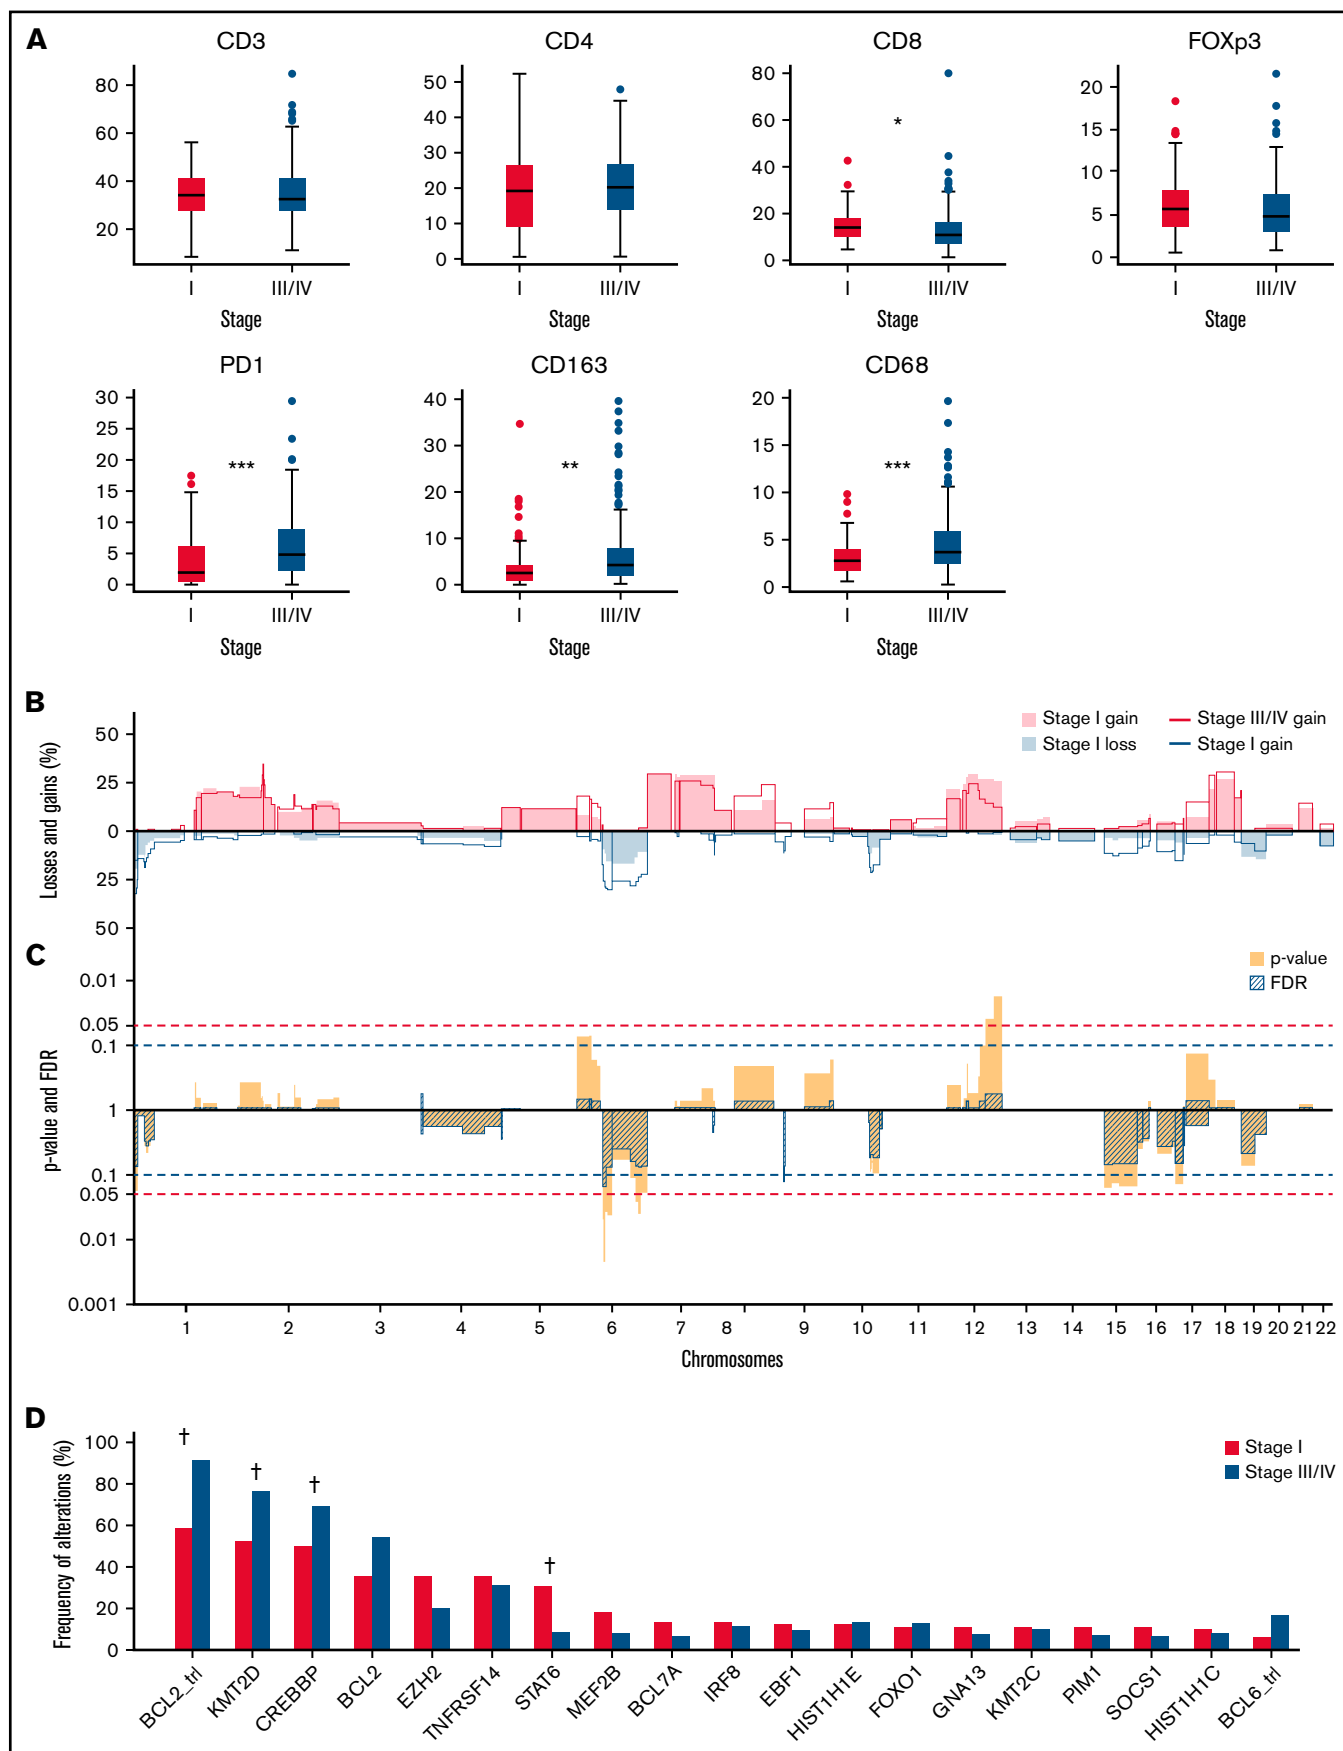 A
CD3
CD4
CD8
FOXp3
80
60
40
20
50
40
30
20
10
0
80
60
40
20
0
20
15
10
5
0
*
I
III/IV
I
III/IV
I
III/IV
I
III/IV
Stage
Stage
Stage
Stage
PD1
CD163
CD68
30
25
20
15
10
5
0
40
30
20
10
0
20
15
10
5
0
***
**
***
I
III/IV
I
III/IV
I
III/IV
Stage
Stage
Stage
B
Losses and gains (%)
50
25
0
25
50
Stage I gain
Stage III/IV gain
Stage I loss
Stage I gain
C
p-value and FDR
0.01
0.05
0.1
1
0.1
0.05
0.01
0.001
p-value
FDR
1 2 3 4 5 6 7 8 9 10 11 12 13 14 15 16 17 18 19 20 21 22
Chromosomes
D
Frequency of alterations (%)
100
80
60
40
20
0
† † † †
Stage I
Stage III/IV
BCL2_trl
KMT2D
CREBBP
BCL2
EZH2
TNFRSF14
STAT6
MEF2B
BCL7A
IRF8
EBF1
HIST1H1E
FOXO1
GNA13
KMT2C
PIM1
SOCS1
HIST1H1C
BCL6_trl